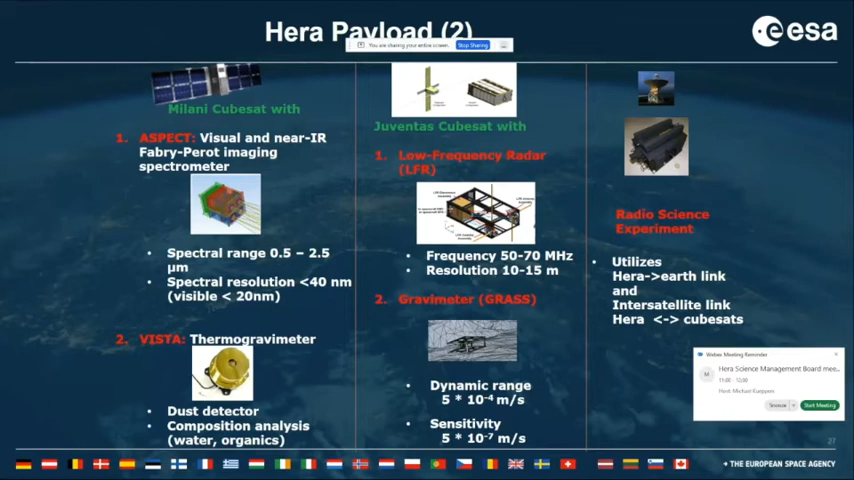 Hera Payload (2)
esa
You are sharing your entire screen.
Stop Sharing
Milani Cubesat with
1. ASPECT: Visual and near-IR
Fabry-Perot imaging
spectrometer
• Spectral range 0.5 – 2.5
µm
• Spectral resolution <40 nm
(visible < 20nm)
2. VISTA: Thermogravimeter
• Dust detector
• Composition analysis
(water, organics)
Juventas Cubesat with
1. Low-Frequency Radar
(LFR)
• Frequency 50-70 MHz
• Resolution 10-15 m
2. Gravimeter (GRASS)
• Dynamic range
5 * 10-4 m/s
• Sensitivity
5 * 10-7 m/s
Radio Science
Experiment
• Utilizes
Hera->earth link
and
Intersatellite link
Hera <-> cubesats
Webex Meeting Reminder
M
Hera Science Management Board mee...
11:00 - 12:00
Host: Michael Kueppers
Snooze
Start Meeting
27
→ THE EUROPEAN SPACE AGENCY